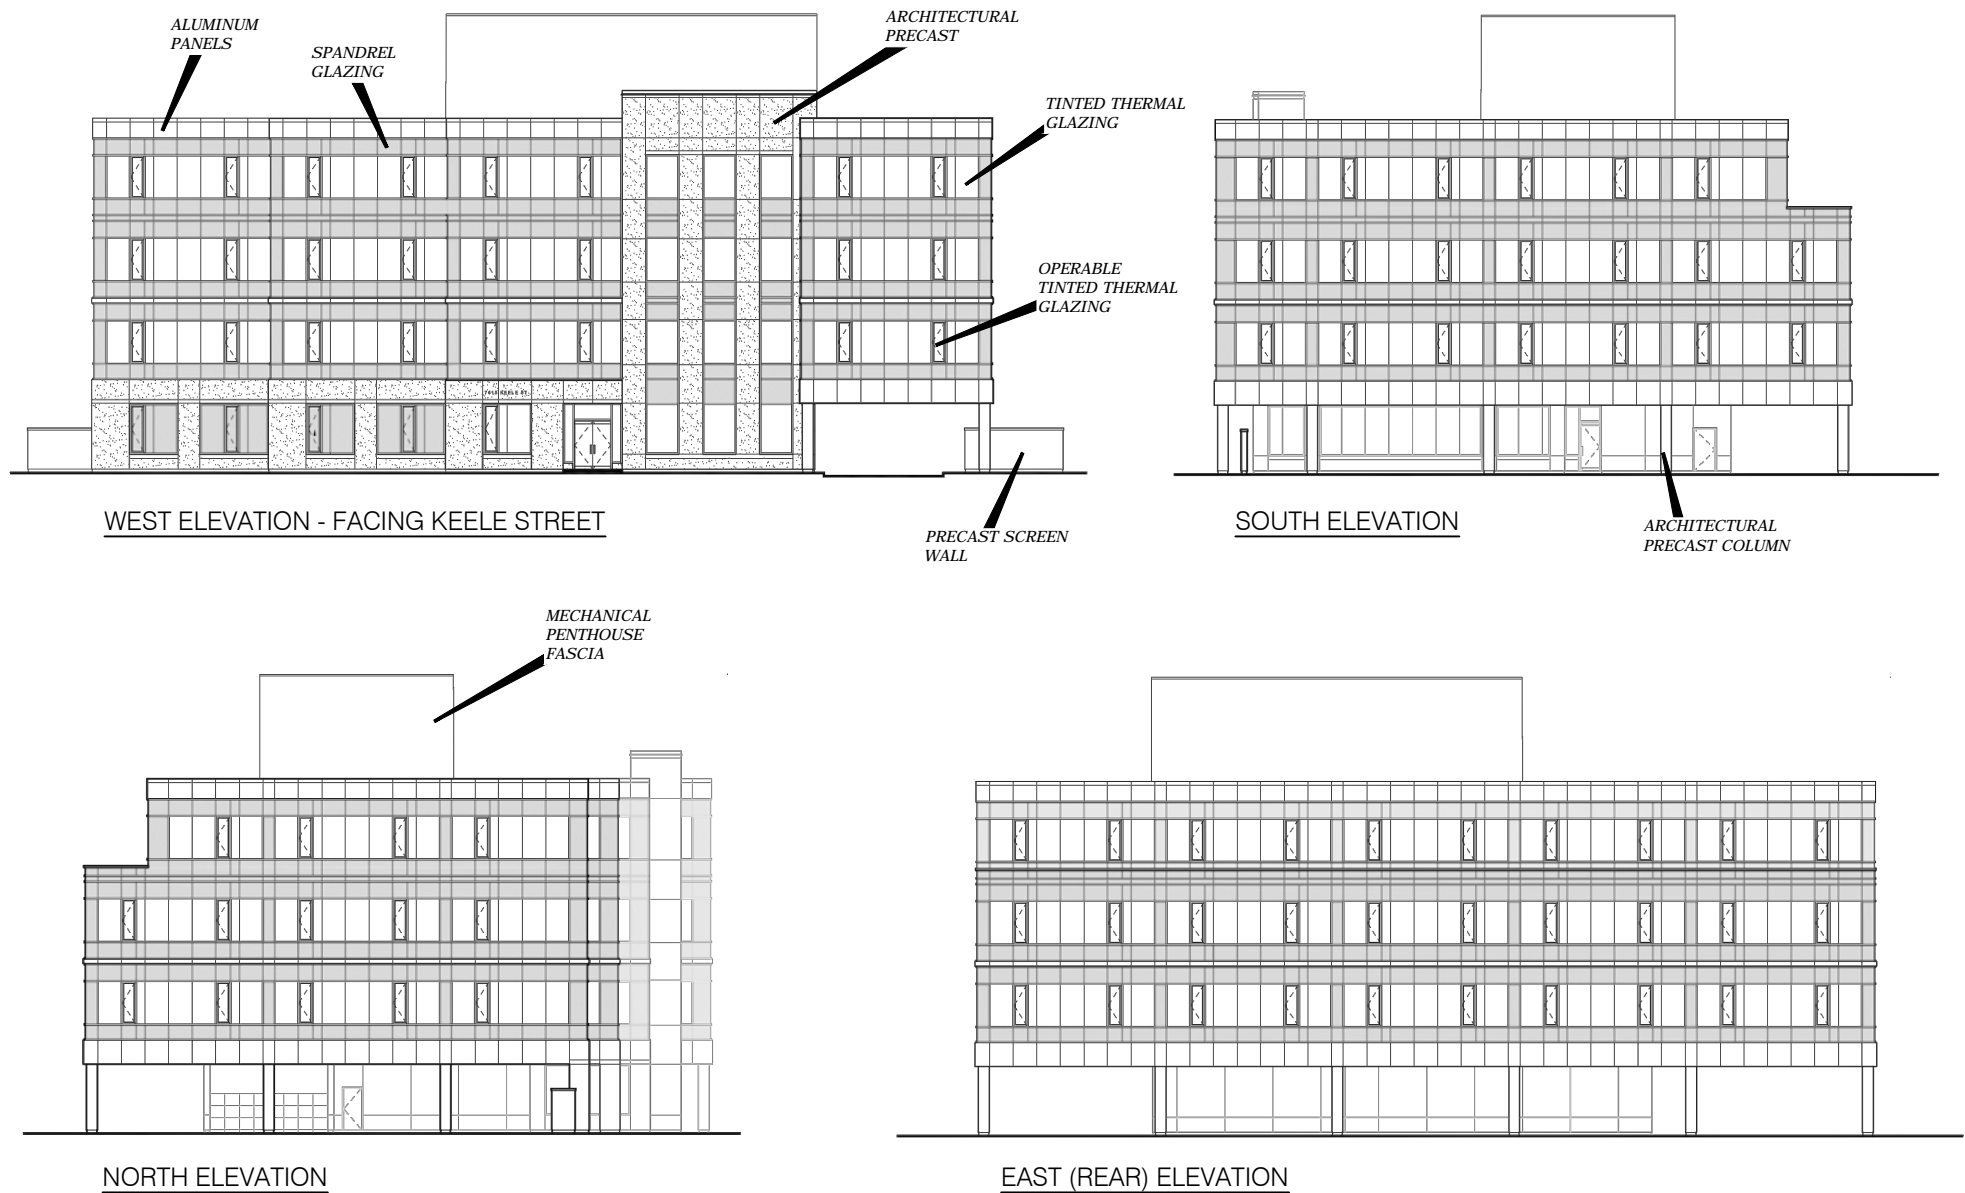 ALUMINUM
PANELS
SPANDREL
GLAZING
ARCHITECTURAL
PRECAST
TINTED THERMAL
GLAZING
OPERABLE
TINTED THERMAL
GLAZING
PRECAST SCREEN
WALL
WEST ELEVATION - FACING KEELE STREET
ARCHITECTURAL
PRECAST COLUMN
SOUTH ELEVATION
MECHANICAL
PENTHOUSE
FASCIA
NORTH ELEVATION
EAST (REAR) ELEVATION